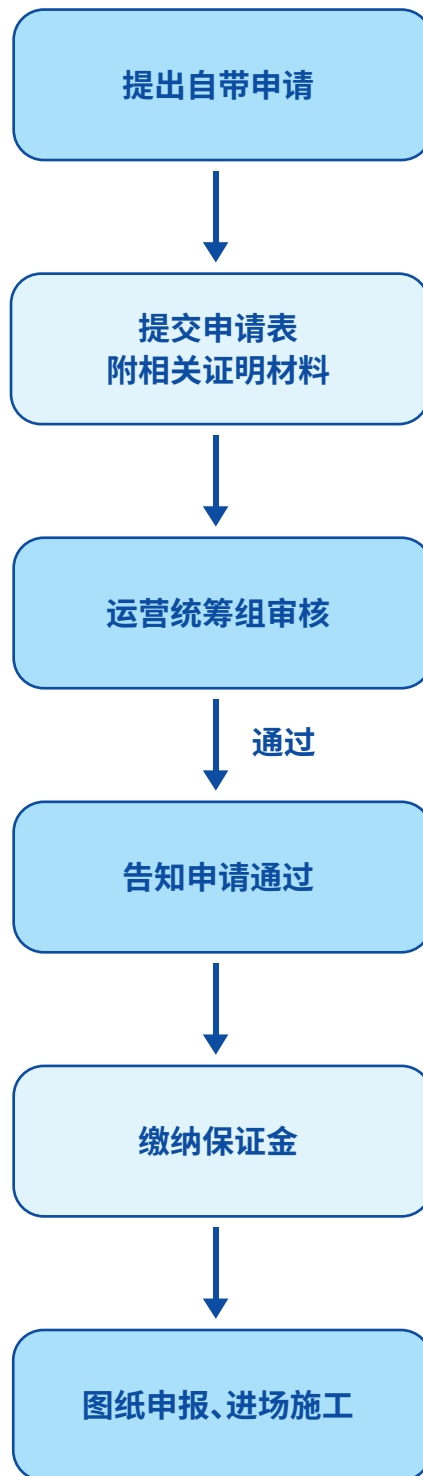 提出自带申请
提交申请表
附相关证明材料
运营统筹组审核
通过
告知申请通过
缴纳保证金
图纸申报、进场施工